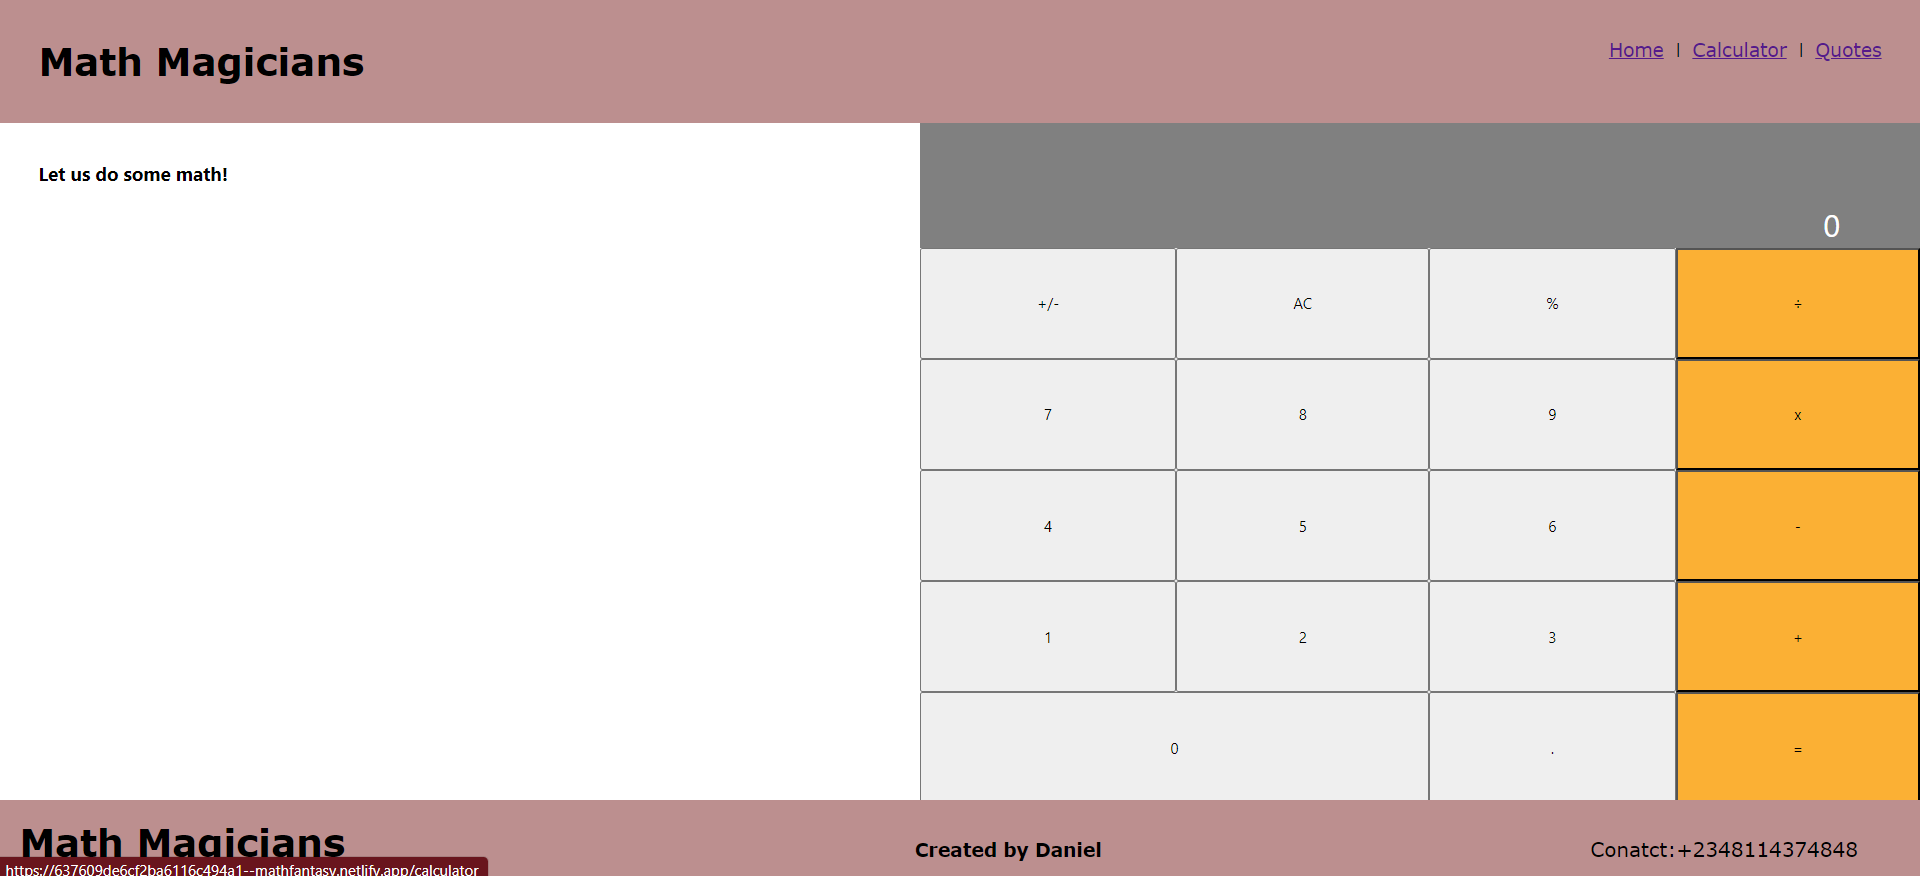 Math Magicians
Home | Calculator | Quotes
Let us do some math!
0
+/- AC % ÷
7 8 9 x
4 5 6 -
1 2 3 +
0 . =
Math Magicians
Created by Daniel
Conatct:+2348114374848
https://637609de6cf2ba6116c494a1--mathfantasy.netlify.app/calculator